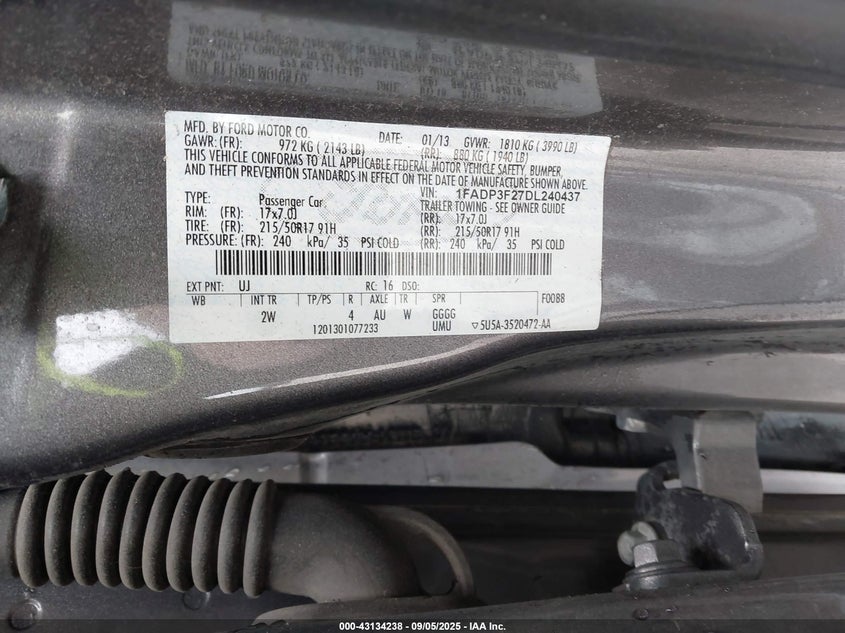 MFD. BY FORD MOTOR CO. DATE: 01/13 GVWR: 1810 KG ( 3990 LB)
GAWR: (FR): 972 KG ( 2143 LB) (RR): 880 KG ( 1940 LB)
THIS VEHICLE CONFORMS TO ALL APPLICABLE FEDERAL MOTOR VEHICLE SAFETY, BUMPER,
AND THEFT PREVENTION STANDARDS IN EFFECT ON THE DATE OF MANUFACTURE SHOWN ABOVE.
VIN: 1FADP3F27DL240437
TYPE: Passenger Car TRAILER TOWING - SEE OWNER GUIDE
RIM: (FR): 17x7.0J (RR): 17x7.0J
TIRE: (FR): 215/50R17 91H (RR): 215/50R17 91H
PRESSURE: (FR): 240 kPa/ 35 PSI COLD (RR): 240 kPa/ 35 PSI COLD
EXT PNT: UJ RC: 16 DSO: F0088
WB INT TR TP/PS R AXLE TR SPR
2W 4 AU W GGGG
1201301077233 UMU ▽5U5A-3520472-AA
000-43134238 - 09/05/2025 - IAA Inc.